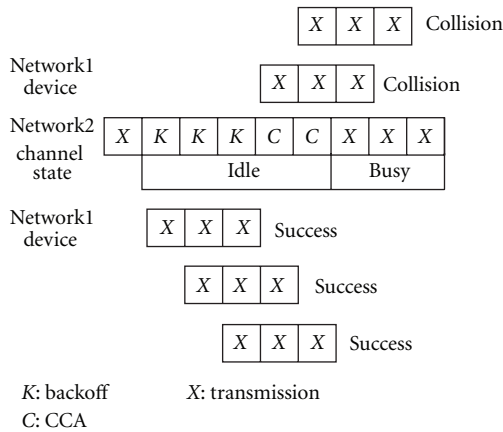 X X X Collision
Network1
device
X X X Collision
Network2
channel
state
X K K K C C X X X
Idle Busy
Network1
device
X X X Success
X X X Success
X X X Success
K: backoff X: transmission
C: CCA